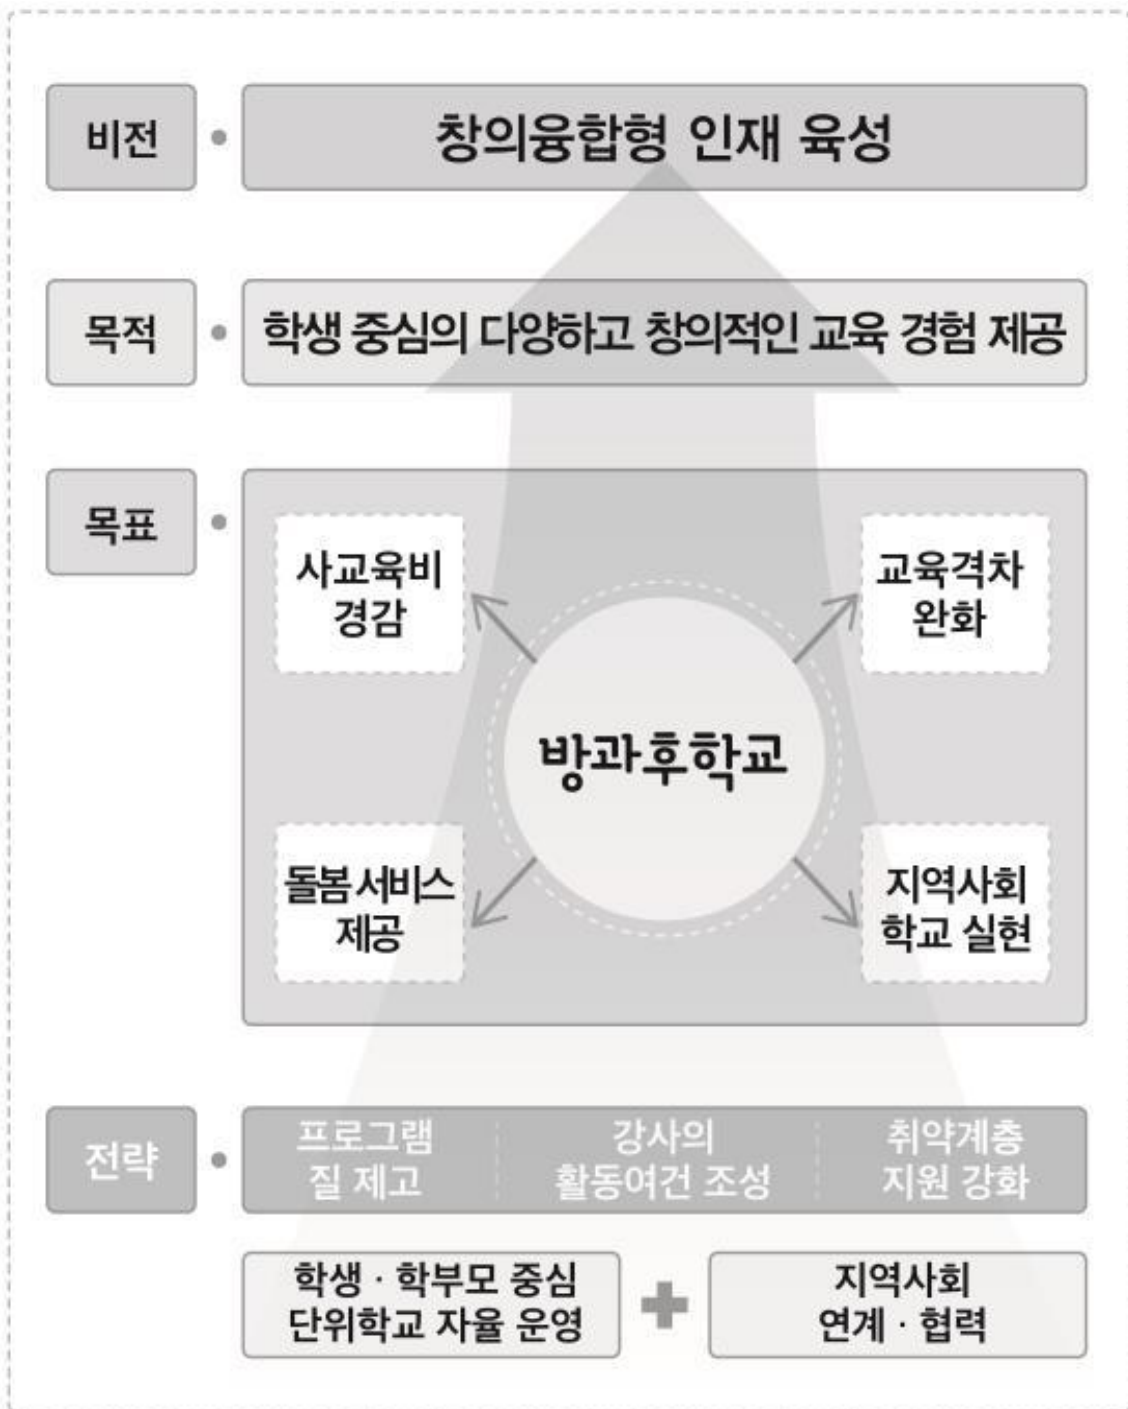 비전
창의융합형 인재 육성
목적
학생 중심의 다양하고 창의적인 교육 경험 제공
목표
사교육비
경감
교육격차
완화
방과후학교
돌봄 서비스
제공
지역사회
학교 실현
전략
프로그램
질 제고
강사의
활동여건 조성
취약계층
지원 강화
학생 · 학부모 중심
단위학교 자율 운영
지역사회
연계 · 협력